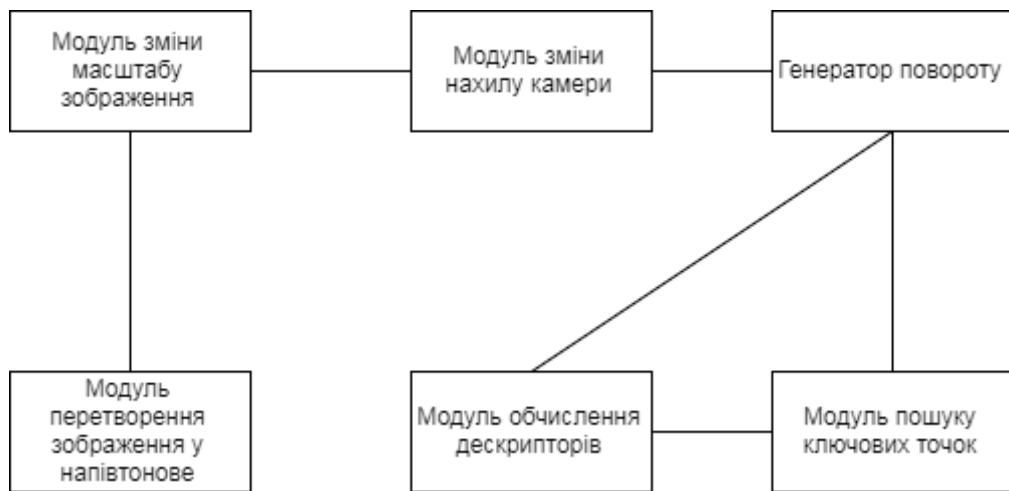 Модуль зміни
масштабу
зображення
Модуль зміни
нахилу камери
Генератор повороту
Модуль
перетворення
зображення у
напівтонове
Модуль обчислення
дескрипторів
Модуль пошуку
ключових точок